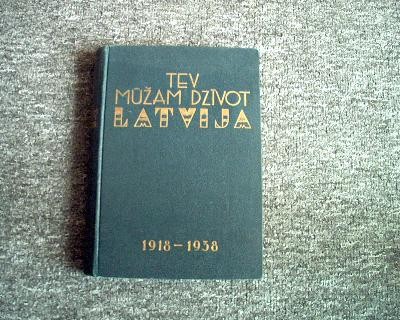 TEV
MŪŽAM DZĪVOT
LATVIJA
1918 – 1938